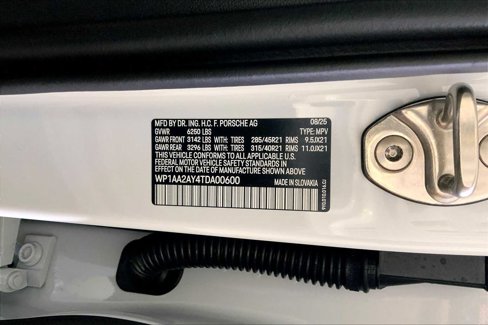 MFD BY DR. ING. H.C. F. PORSCHE AG 08/25
GVWR 6250 LBS TYPE: MPV
GAWR FRONT 3142 LBS WITH TIRES 285/45R21 RIMS 9.5JX21
GAWR REAR 3296 LBS WITH TIRES 315/40R21 RIMS 11.0JX21
THIS VEHICLE CONFORMS TO ALL APPLICABLE U.S.
FEDERAL MOTOR VEHICLE SAFETY STANDARDS IN
EFFECT ON THE DATE OF MANUFACTURE SHOWN ABOVE
WP1AA2AY4TDA00600 MADE IN SLOVAKIA